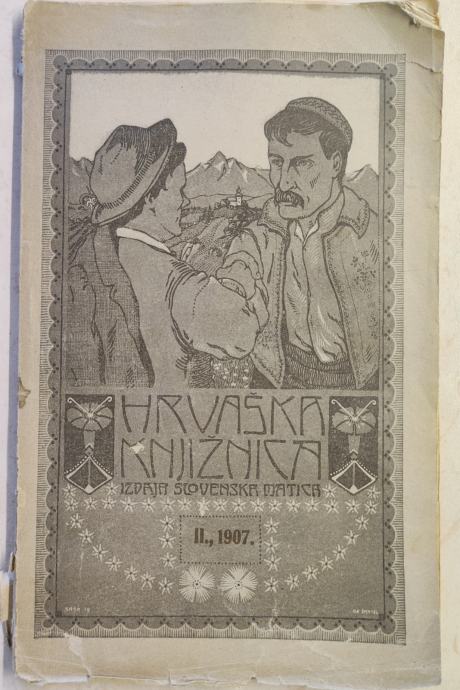 HRVAŠKA
KNJIŽNICA
IZDAJA SLOVENSKA MATICA
II., 1907.